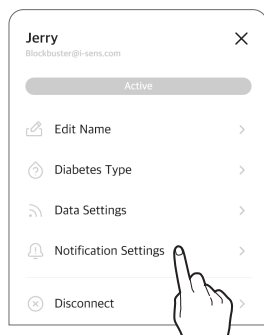 Jerry
Blockbuster@i-sens.com
Active
Edit Name
Diabetes Type
Data Settings
Notification Settings
Disconnect